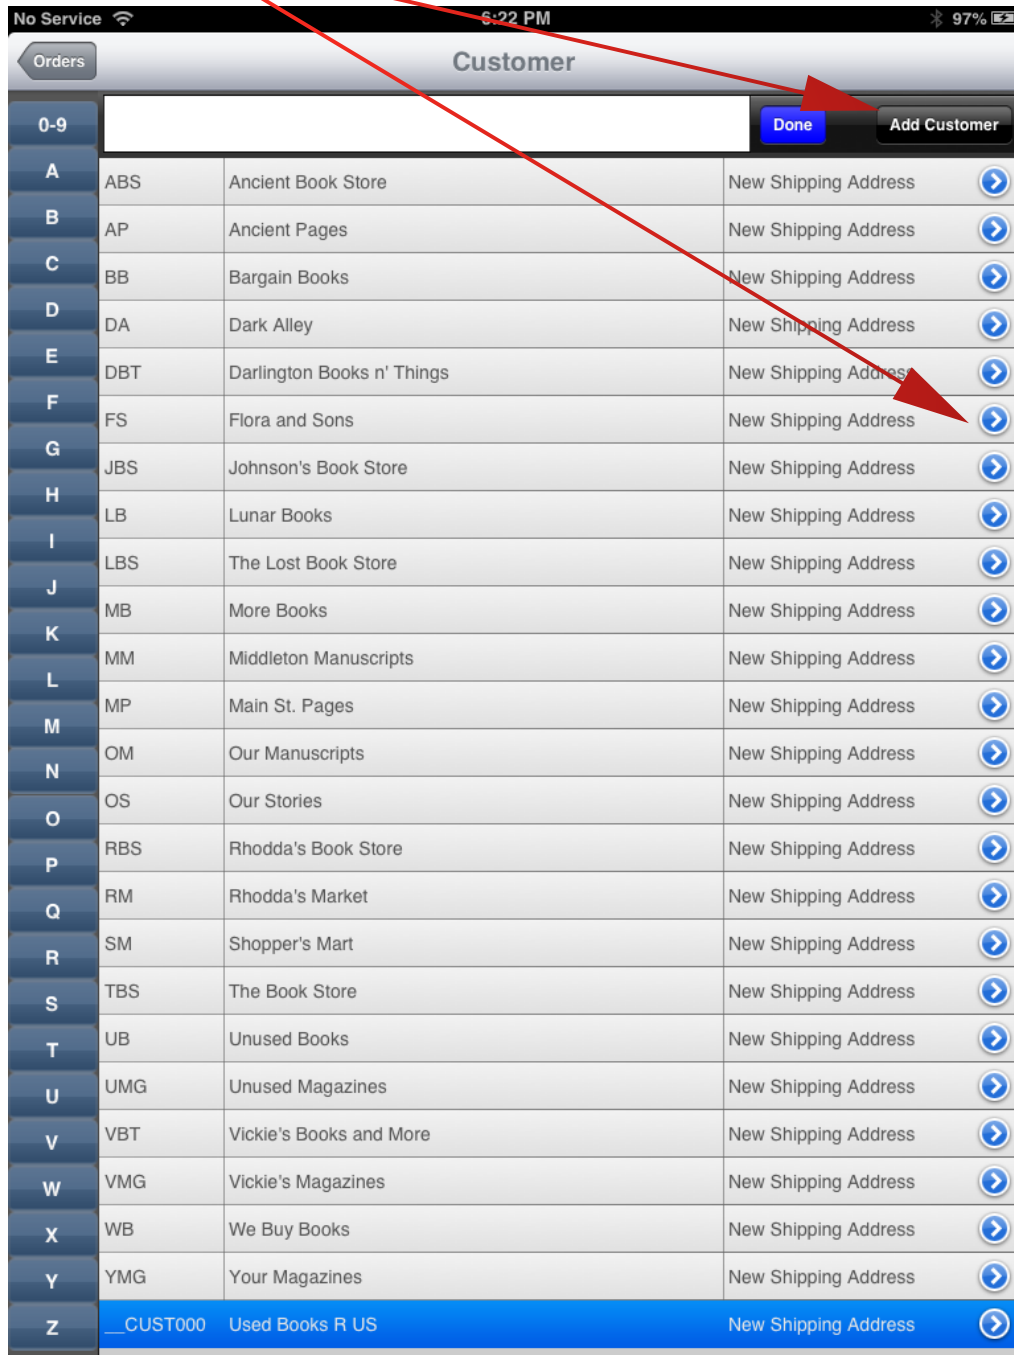 No Service 6:22 PM 97%
Orders Customer
0-9 Done Add Customer
A
B
C
D
E
F
G
H
I
J
K
L
M
N
O
P
Q
R
S
T
U
V
W
X
Y
Z
ABS Ancient Book Store New Shipping Address
AP Ancient Pages New Shipping Address
BB Bargain Books New Shipping Address
DA Dark Alley New Shipping Address
DBT Darlington Books n' Things New Shipping Address
FS Flora and Sons New Shipping Address
JBS Johnson's Book Store New Shipping Address
LB Lunar Books New Shipping Address
LBS The Lost Book Store New Shipping Address
MB More Books New Shipping Address
MM Middleton Manuscripts New Shipping Address
MP Main St. Pages New Shipping Address
OM Our Manuscripts New Shipping Address
OS Our Stories New Shipping Address
RBS Rhodda's Book Store New Shipping Address
RM Rhodda's Market New Shipping Address
SM Shopper's Mart New Shipping Address
TBS The Book Store New Shipping Address
UB Unused Books New Shipping Address
UMG Unused Magazines New Shipping Address
VBT Vickie's Books and More New Shipping Address
VMG Vickie's Magazines New Shipping Address
WB We Buy Books New Shipping Address
YMG Your Magazines New Shipping Address
__CUST000 Used Books R US New Shipping Address